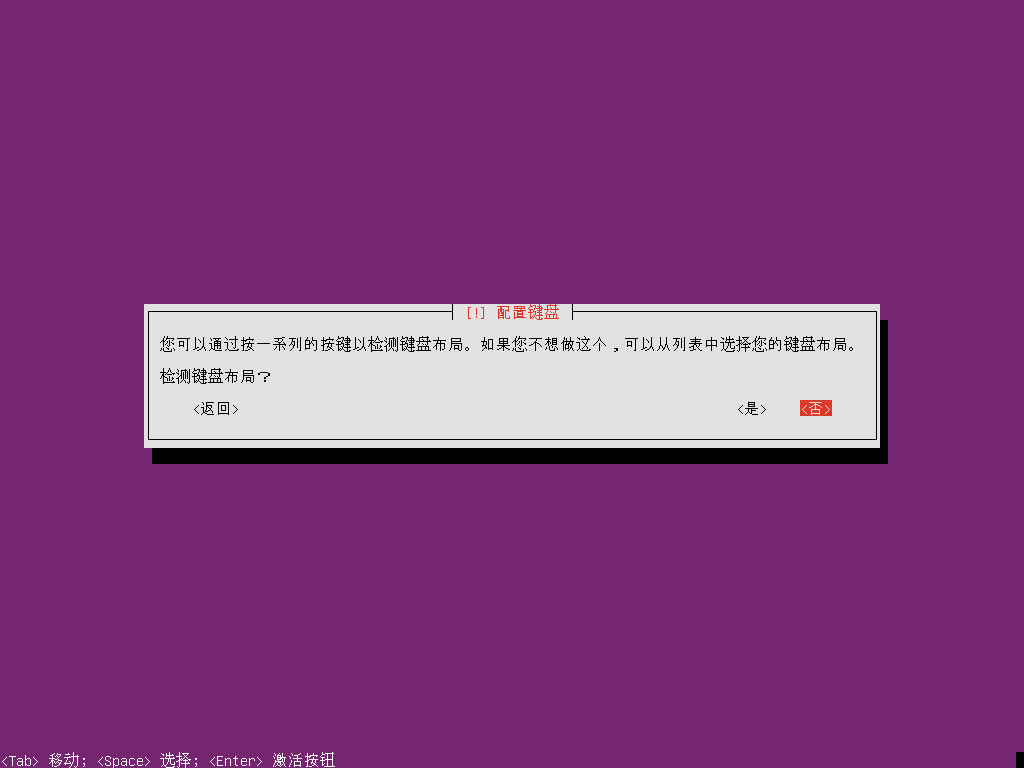 [!] 配置键盘
您可以通过按一系列的按键以检测键盘布局。如果您不想做这个，可以从列表中选择您的键盘布局。
检测键盘布局？
<返回> <是> <否>
<Tab> 移动; <Space> 选择; <Enter> 激活按钮